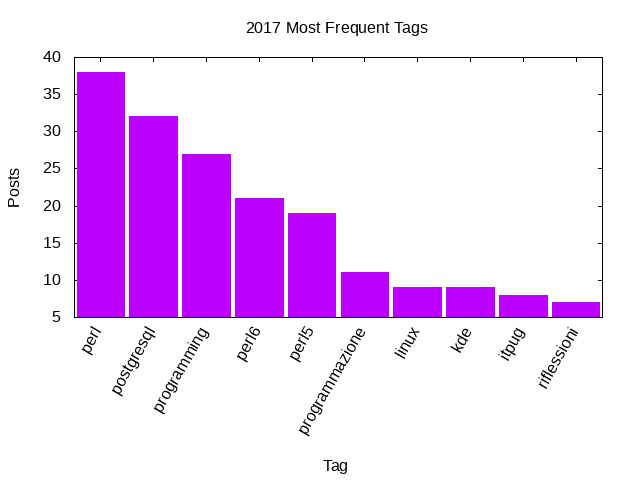 2017 Most Frequent Tags
40
35
30
25
20
15
10
5
Posts
perl
postgresql
programming
perl6
perl5
programmazione
linux
kde
itpug
riflessioni
Tag